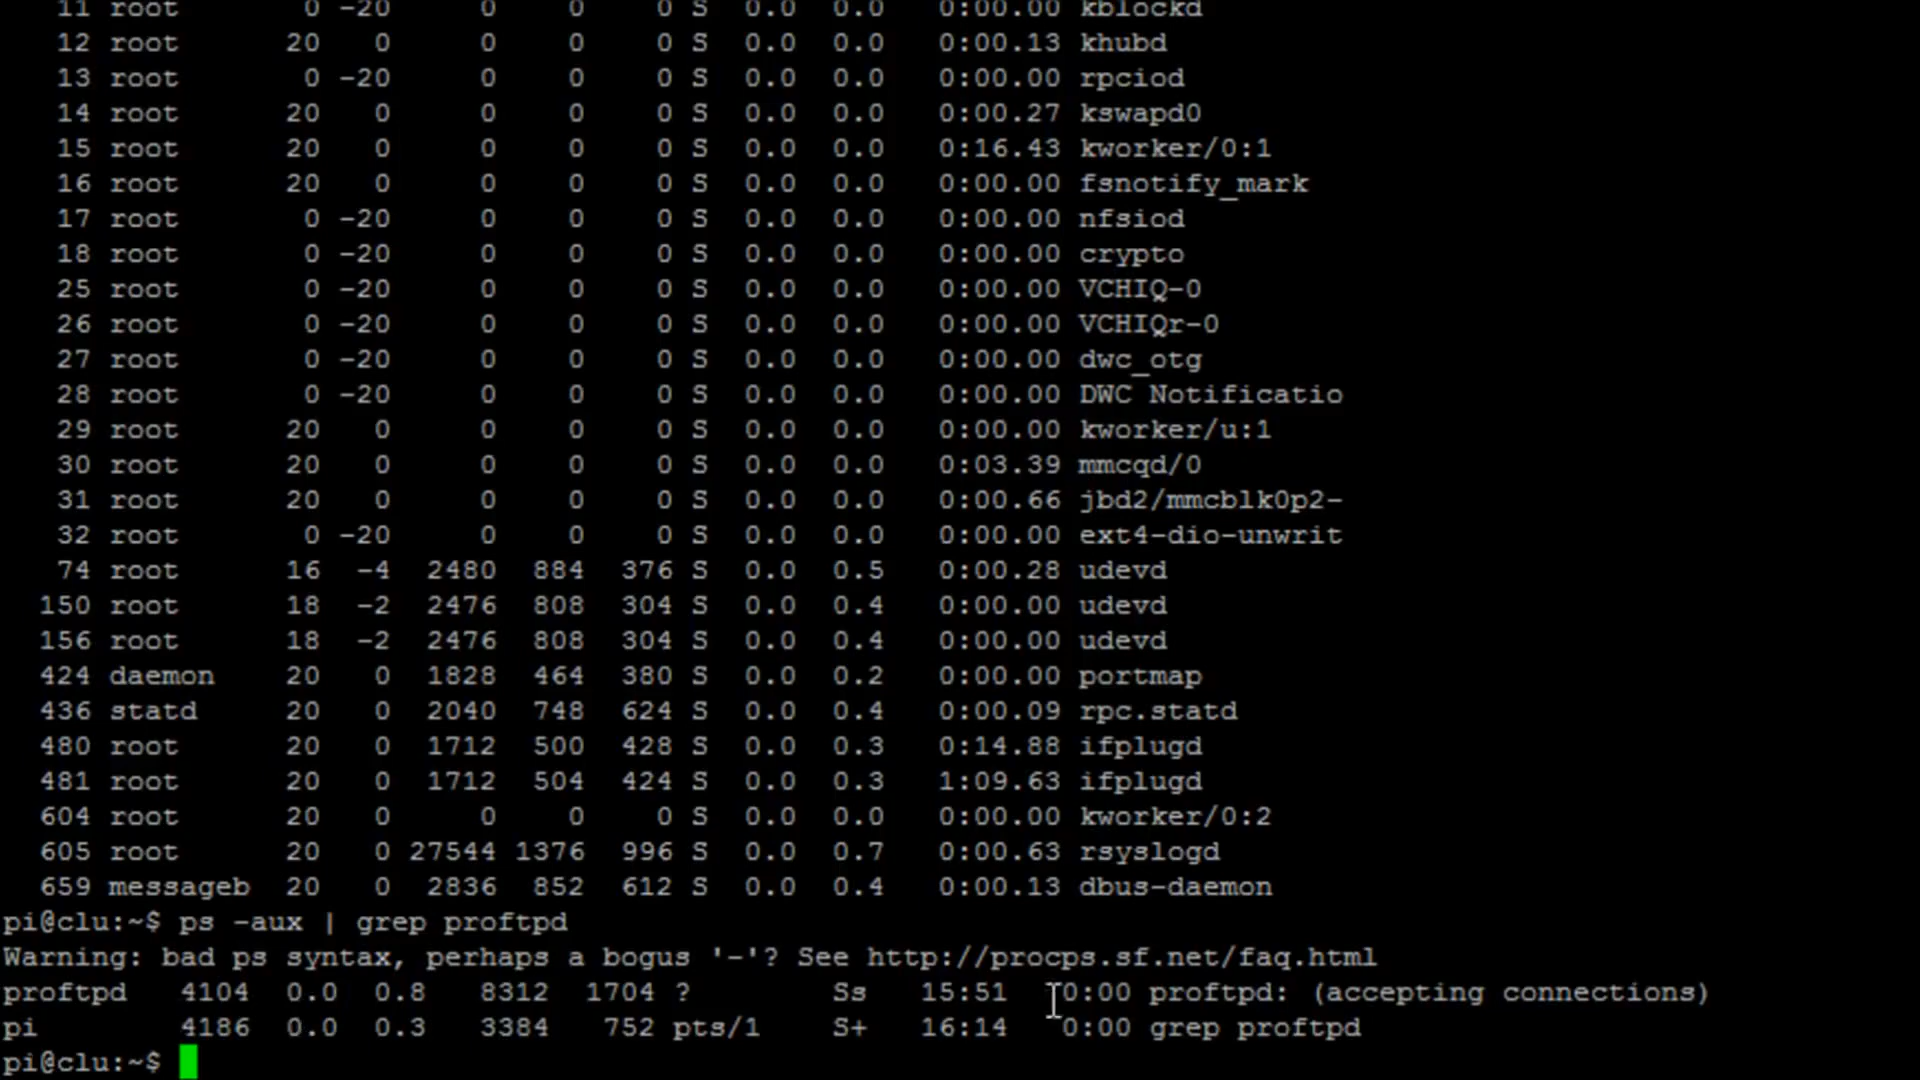 11 root 0 -20 0 0 0 S 0.0 0.0 0:00.00 kblockd
12 root 20 0 0 0 0 S 0.0 0.0 0:00.13 khubd
13 root 0 -20 0 0 0 S 0.0 0.0 0:00.00 rpciod
14 root 20 0 0 0 0 S 0.0 0.0 0:00.27 kswapd0
15 root 20 0 0 0 0 S 0.0 0.0 0:16.43 kworker/0:1
16 root 20 0 0 0 0 S 0.0 0.0 0:00.00 fsnotify_mark
17 root 0 -20 0 0 0 S 0.0 0.0 0:00.00 nfsiod
18 root 0 -20 0 0 0 S 0.0 0.0 0:00.00 crypto
25 root 0 -20 0 0 0 S 0.0 0.0 0:00.00 VCHIQ-0
26 root 0 -20 0 0 0 S 0.0 0.0 0:00.00 VCHIQr-0
27 root 0 -20 0 0 0 S 0.0 0.0 0:00.00 dwc_otg
28 root 0 -20 0 0 0 S 0.0 0.0 0:00.00 DWC Notificatio
29 root 20 0 0 0 0 S 0.0 0.0 0:00.00 kworker/u:1
30 root 20 0 0 0 0 S 0.0 0.0 0:03.39 mmcqd/0
31 root 20 0 0 0 0 S 0.0 0.0 0:00.66 jbd2/mmcblk0p2-
32 root 0 -20 0 0 0 S 0.0 0.0 0:00.00 ext4-dio-unwrit
74 root 16 -4 2480 884 376 S 0.0 0.5 0:00.28 udevd
150 root 18 -2 2476 808 304 S 0.0 0.4 0:00.00 udevd
156 root 18 -2 2476 808 304 S 0.0 0.4 0:00.00 udevd
424 daemon 20 0 1828 464 380 S 0.0 0.2 0:00.00 portmap
436 statd 20 0 2040 748 624 S 0.0 0.4 0:00.09 rpc.statd
480 root 20 0 1712 500 428 S 0.0 0.3 0:14.88 ifplugd
481 root 20 0 1712 504 424 S 0.0 0.3 1:09.63 ifplugd
604 root 20 0 0 0 0 S 0.0 0.0 0:00.00 kworker/0:2
605 root 20 0 27544 1376 996 S 0.0 0.7 0:00.63 rsyslogd
659 messageb 20 0 2836 852 612 S 0.0 0.4 0:00.13 dbus-daemon
pi@clu:~$ ps -aux | grep proftpd
Warning: bad ps syntax, perhaps a bogus '-'? See http://procps.sf.net/faq.html
proftpd 4104 0.0 0.8 8312 1704 ? Ss 15:51 0:00 proftpd: (accepting connections)
pi 4186 0.0 0.3 3384 752 pts/1 S+ 16:14 0:00 grep proftpd
pi@clu:~$